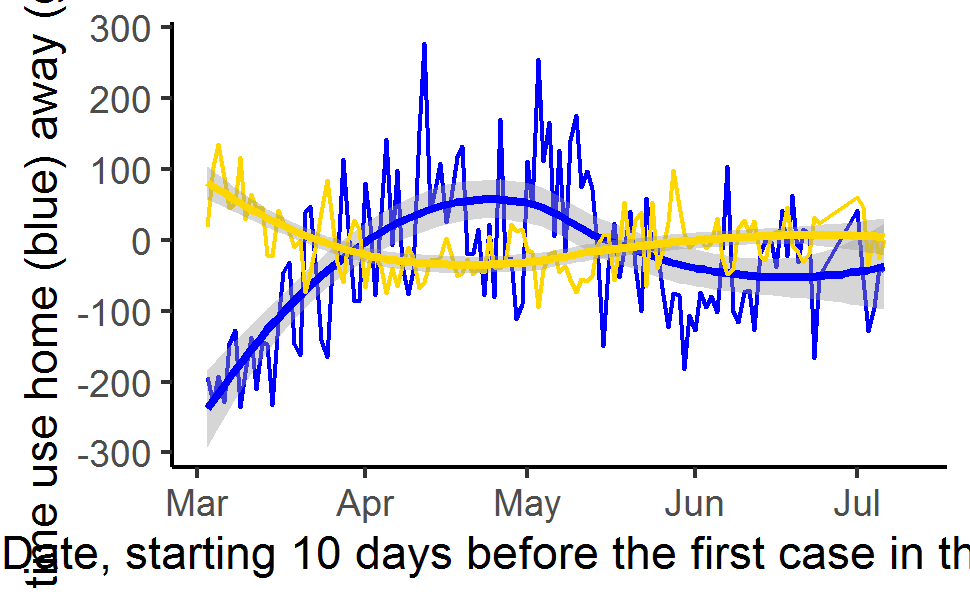 time use home (blue) away (
300
200
100
0
-100
-200
-300
Mar Apr May Jun Jul
Date, starting 10 days before the first case in th